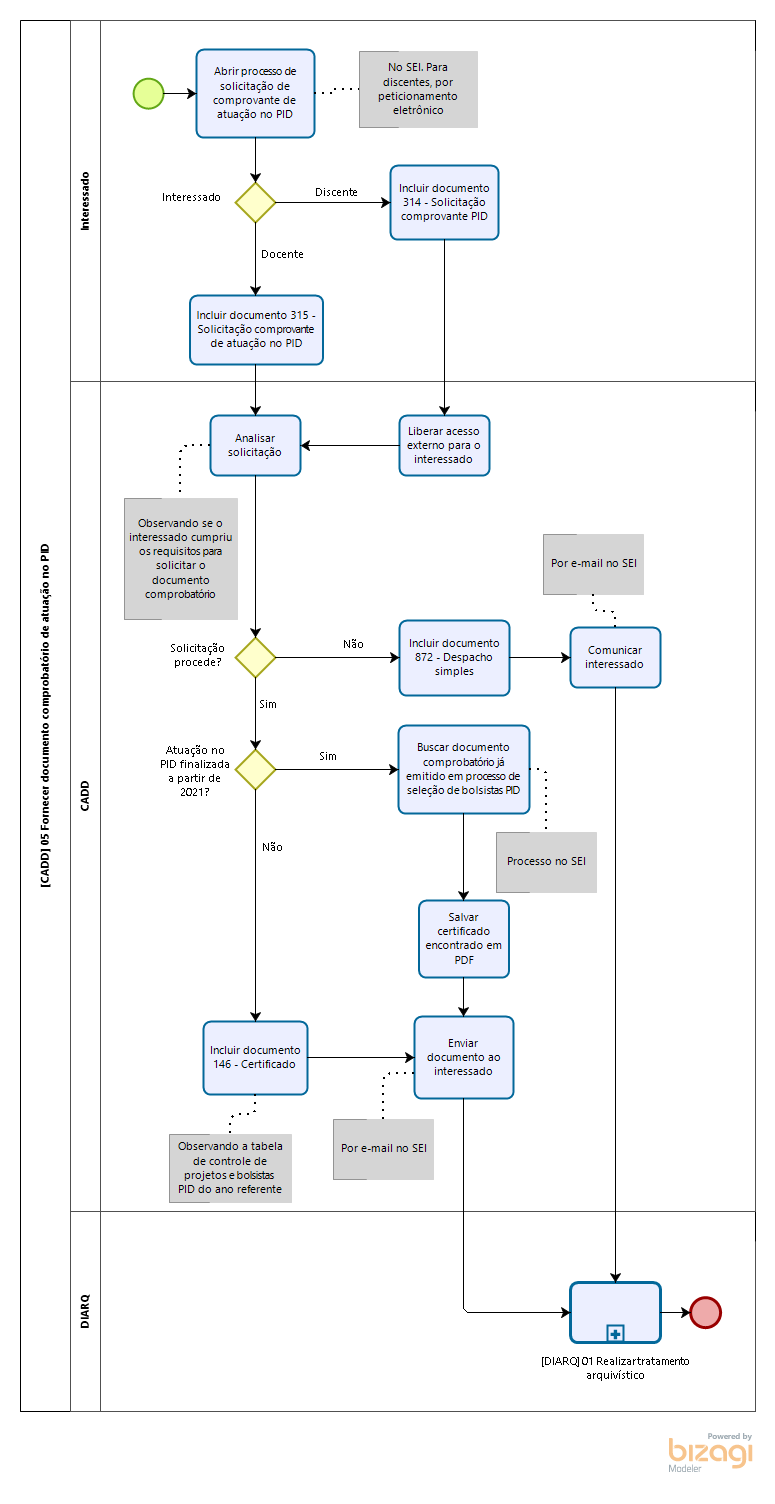 [CADD] 05 Fornecer documento comprobatório de atuação no PID
Interessado
Abrir processo de
solicitação de
comprovante de
atuação no PID
No SEI. Para
discentes, por
peticionamento
eletrônico
Interessado
Discente
Incluir documento
314 - Solicitação
comprovante PID
Docente
Incluir documento 315 -
Solicitação comprovante
de atuação no PID
CADD
Analisar
solicitação
Liberar acesso
externo para o
interessado
Observando se o
interessado cumpriu
os requisitos para
solicitar o
documento
comprobatório
Por e-mail no SEI
Solicitação
procede?
Não
Incluir documento
872 - Despacho
simples
Comunicar
interessado
Sim
Atuação no
PID finalizada
a partir de
2021?
Sim
Buscar documento
comprobatório já
emitido em processo de
seleção de bolsistas PID
Não
Processo no SEI
Salvar
certificado
encontrado em
PDF
Incluir documento
146 - Certificado
Enviar
documento ao
interessado
Observando a tabela
de controle de
projetos e bolsistas
PID do ano referente
Por e-mail no SEI
DIARQ
[DIARQ] 01 Realizar tratamento
arquivístico
Powered by
bizagi
Modeler